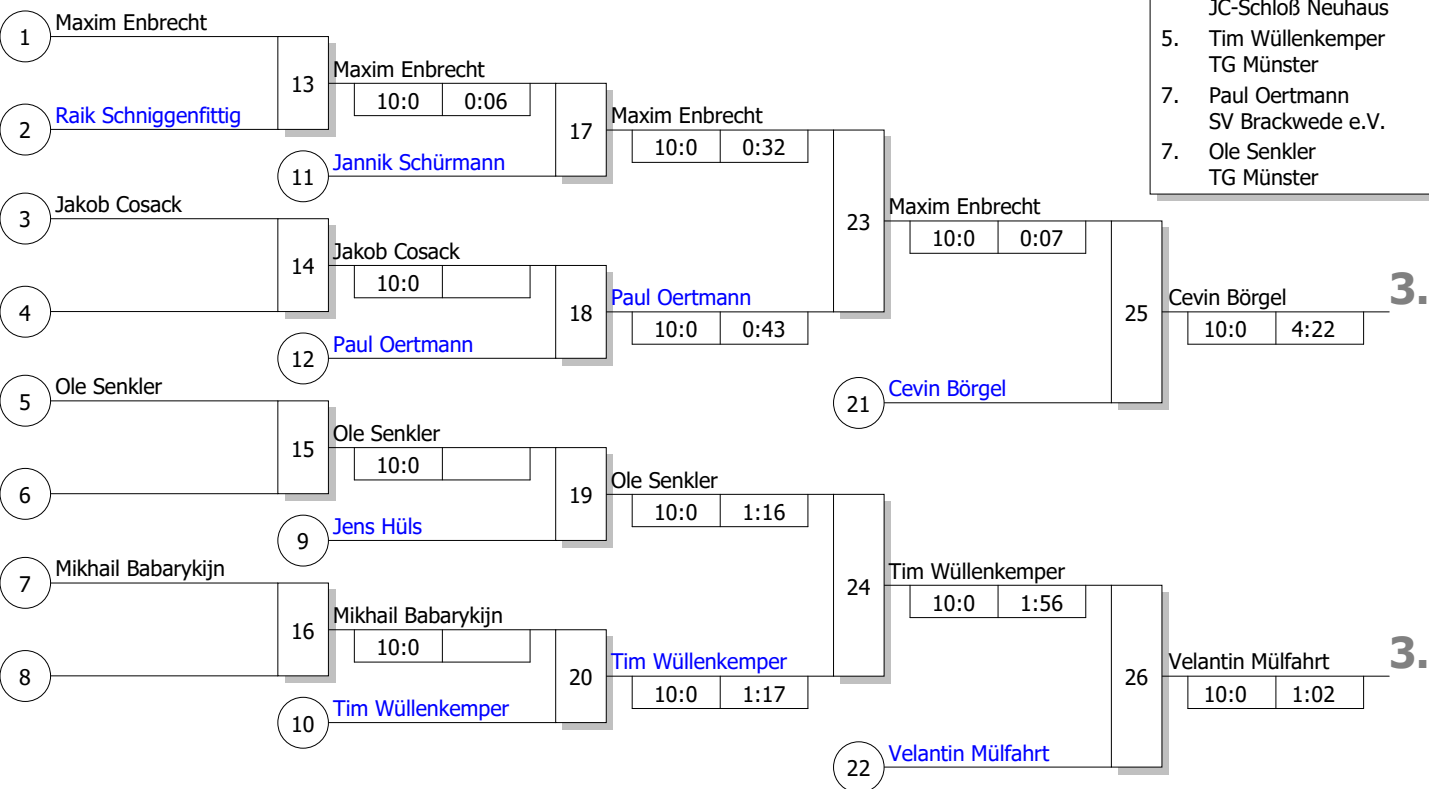 JC-Schloß Neuhaus
5. Tim Wüllenkemper
TG Münster
7. Paul Oertmann
SV Brackwede e.V.
7. Ole Senkler
TG Münster
1 Maxim Enbrecht
2 Raik Schniggenfittig
13 Maxim Enbrecht
10:0 0:06
11 Jannik Schürmann
17 Maxim Enbrecht
10:0 0:32
3 Jakob Cosack
4
14 Jakob Cosack
10:0
12 Paul Oertmann
18 Paul Oertmann
10:0 0:43
23 Maxim Enbrecht
10:0 0:07
21 Cevin Börgel
25 Cevin Börgel 3.
10:0 4:22
5 Ole Senkler
6
15 Ole Senkler
10:0
9 Jens Hüls
19 Ole Senkler
10:0 1:16
7 Mikhail Babarykijn
8
16 Mikhail Babarykijn
10:0
10 Tim Wüllenkemper
20 Tim Wüllenkemper
10:0 1:17
24 Tim Wüllenkemper
10:0 1:56
22 Velantin Mülfahrt
26 Velantin Mülfahrt 3.
10:0 1:02